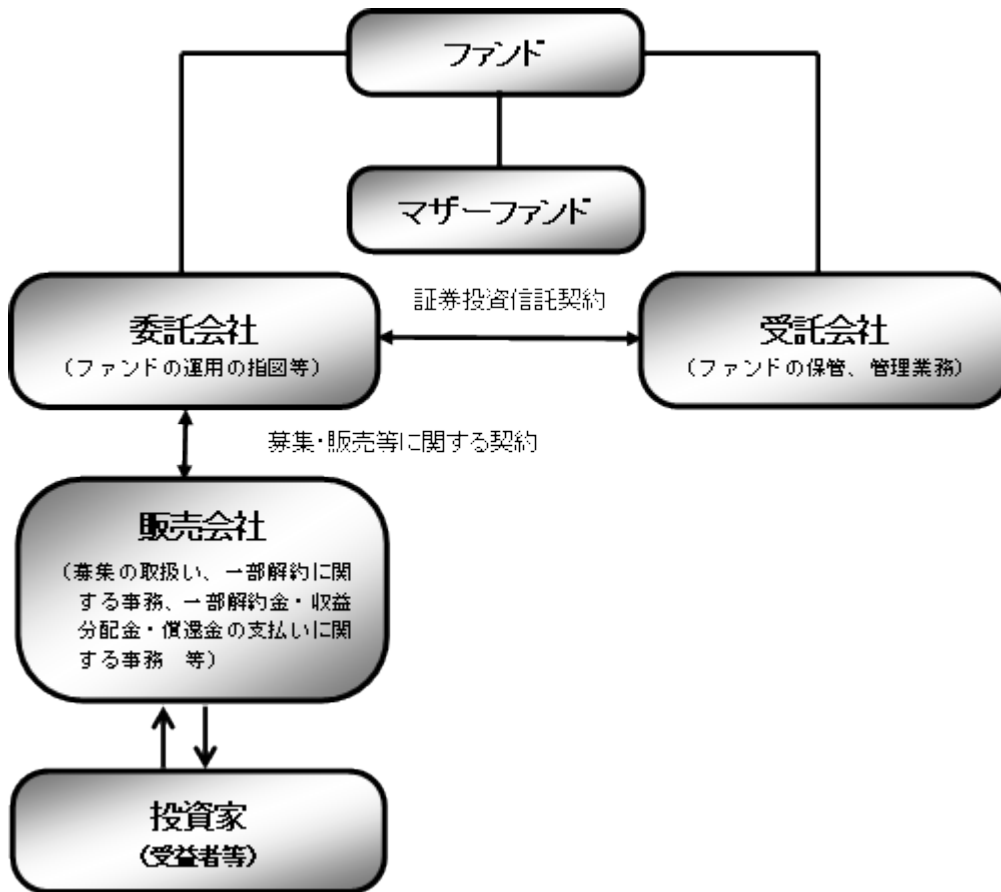 ファンド
マザーファンド
証券投資信託契約
委託会社
（ファンドの運用の指図等）
受託会社
（ファンドの保管、管理業務）
募集・販売等に関する契約
販売会社
（募集の取扱い、一部解約に関
する事務、一部解約金・収益
分配金・償還金の支払いに関
する事務　等）
投資家
（受益者等）